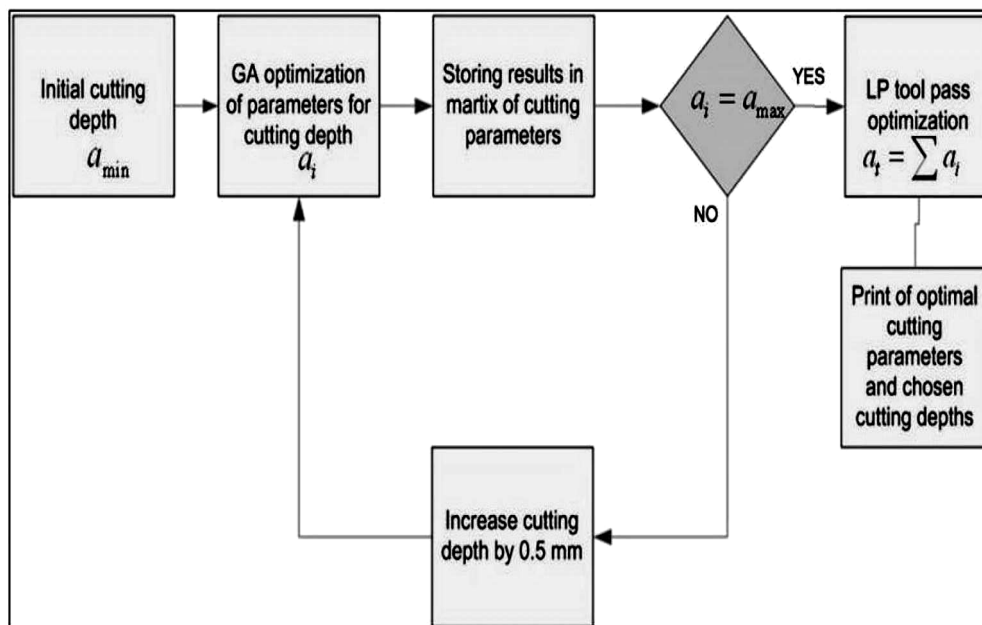 Initial cutting
depth
a_min
GA optimization
of parameters for
cutting depth
a_i
Storing results in
martix of cutting
parameters
a_i = a_max
YES
NO
LP tool pass
optimization
a_t = ∑ a_i
Print of optimal
cutting
parameters
and chosen
cutting depths
Increase cutting
depth by 0.5 mm